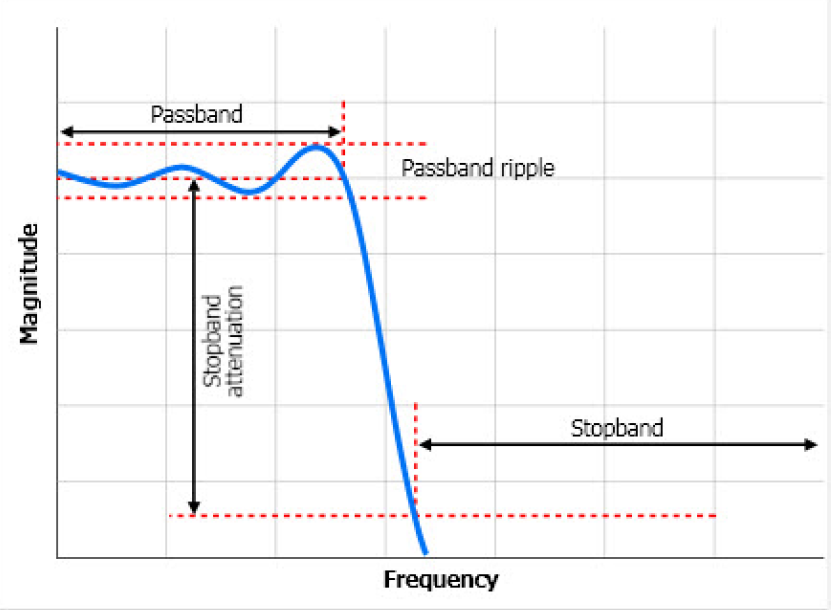 Passband
Passband ripple
Magnitude
Stopband
attenuation
Stopband
Frequency